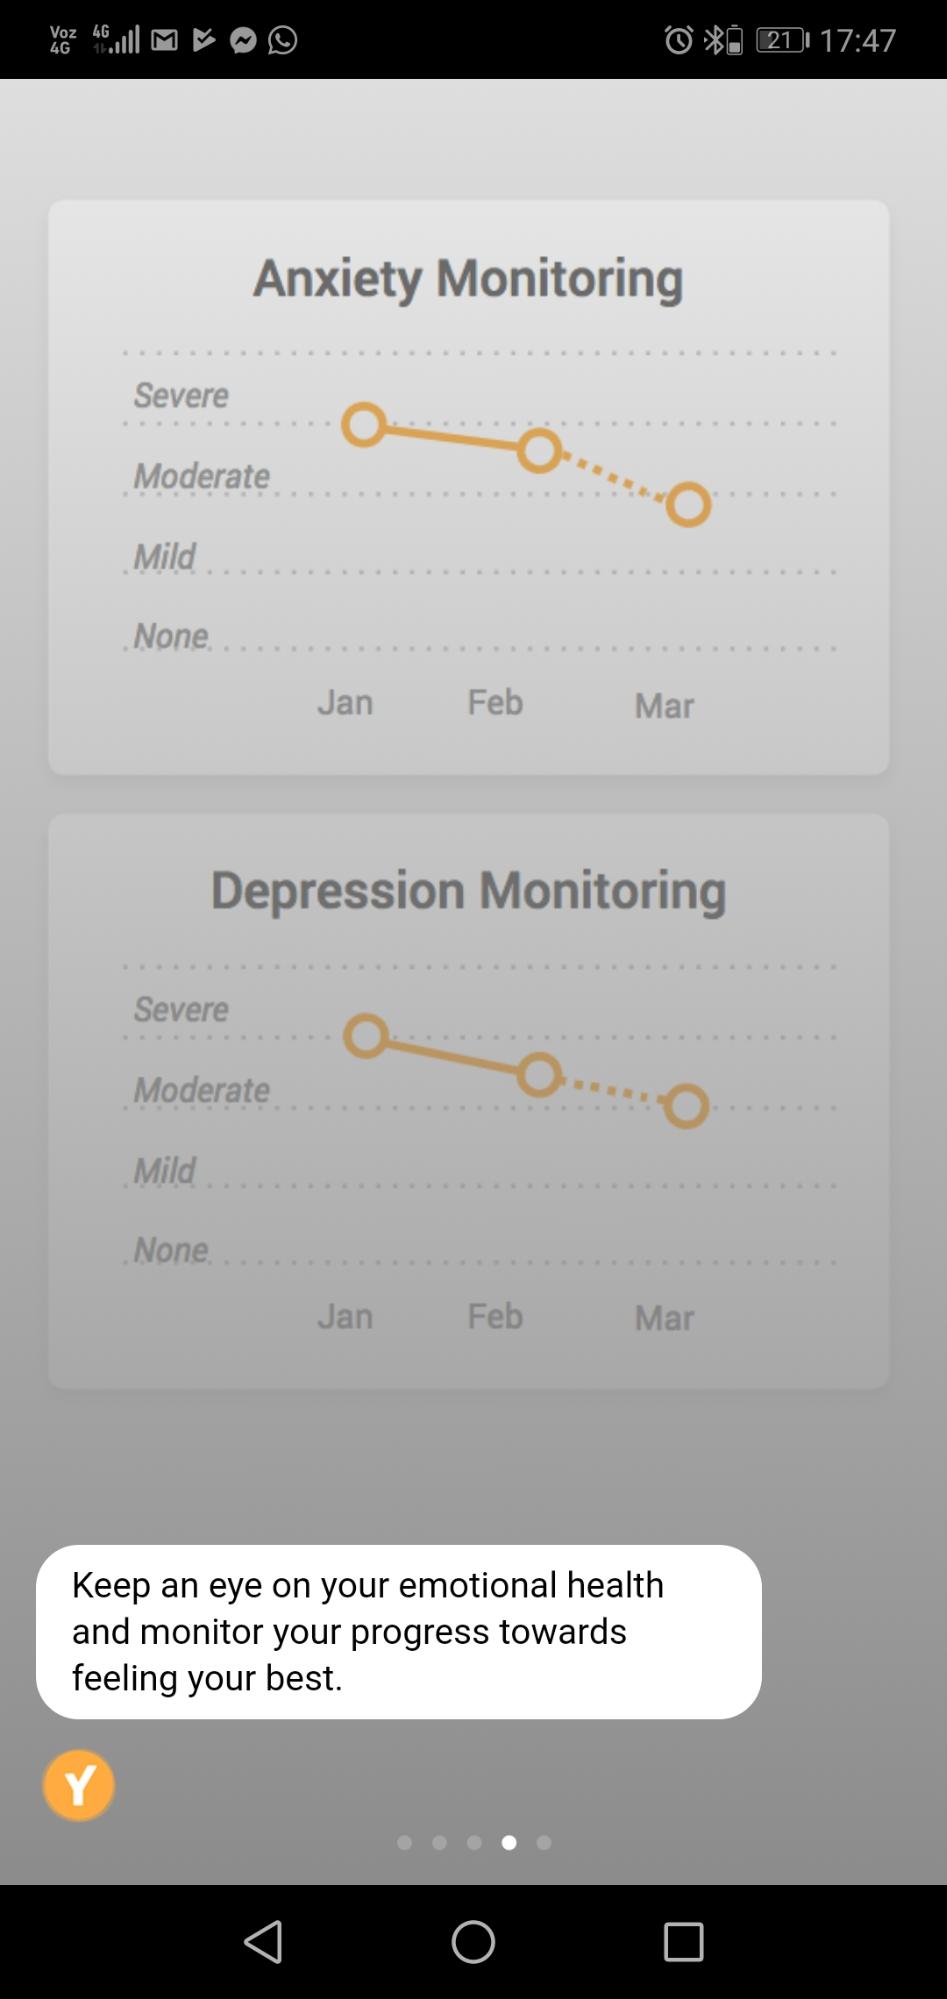 Voz 4G 4G 21 17:47
Anxiety Monitoring
Severe
Moderate
Mild
None
Jan Feb Mar
Depression Monitoring
Severe
Moderate
Mild
None
Jan Feb Mar
Keep an eye on your emotional health
and monitor your progress towards
feeling your best.
Y